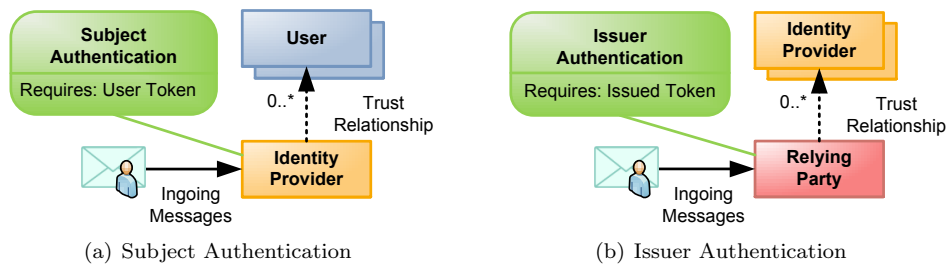 Subject
Authentication
Requires: User Token
User
0..*
Trust
Relationship
Identity
Provider
Ingoing
Messages
(a) Subject Authentication
Issuer
Authentication
Requires: Issued Token
Identity
Provider
0..*
Trust
Relationship
Relying
Party
Ingoing
Messages
(b) Issuer Authentication